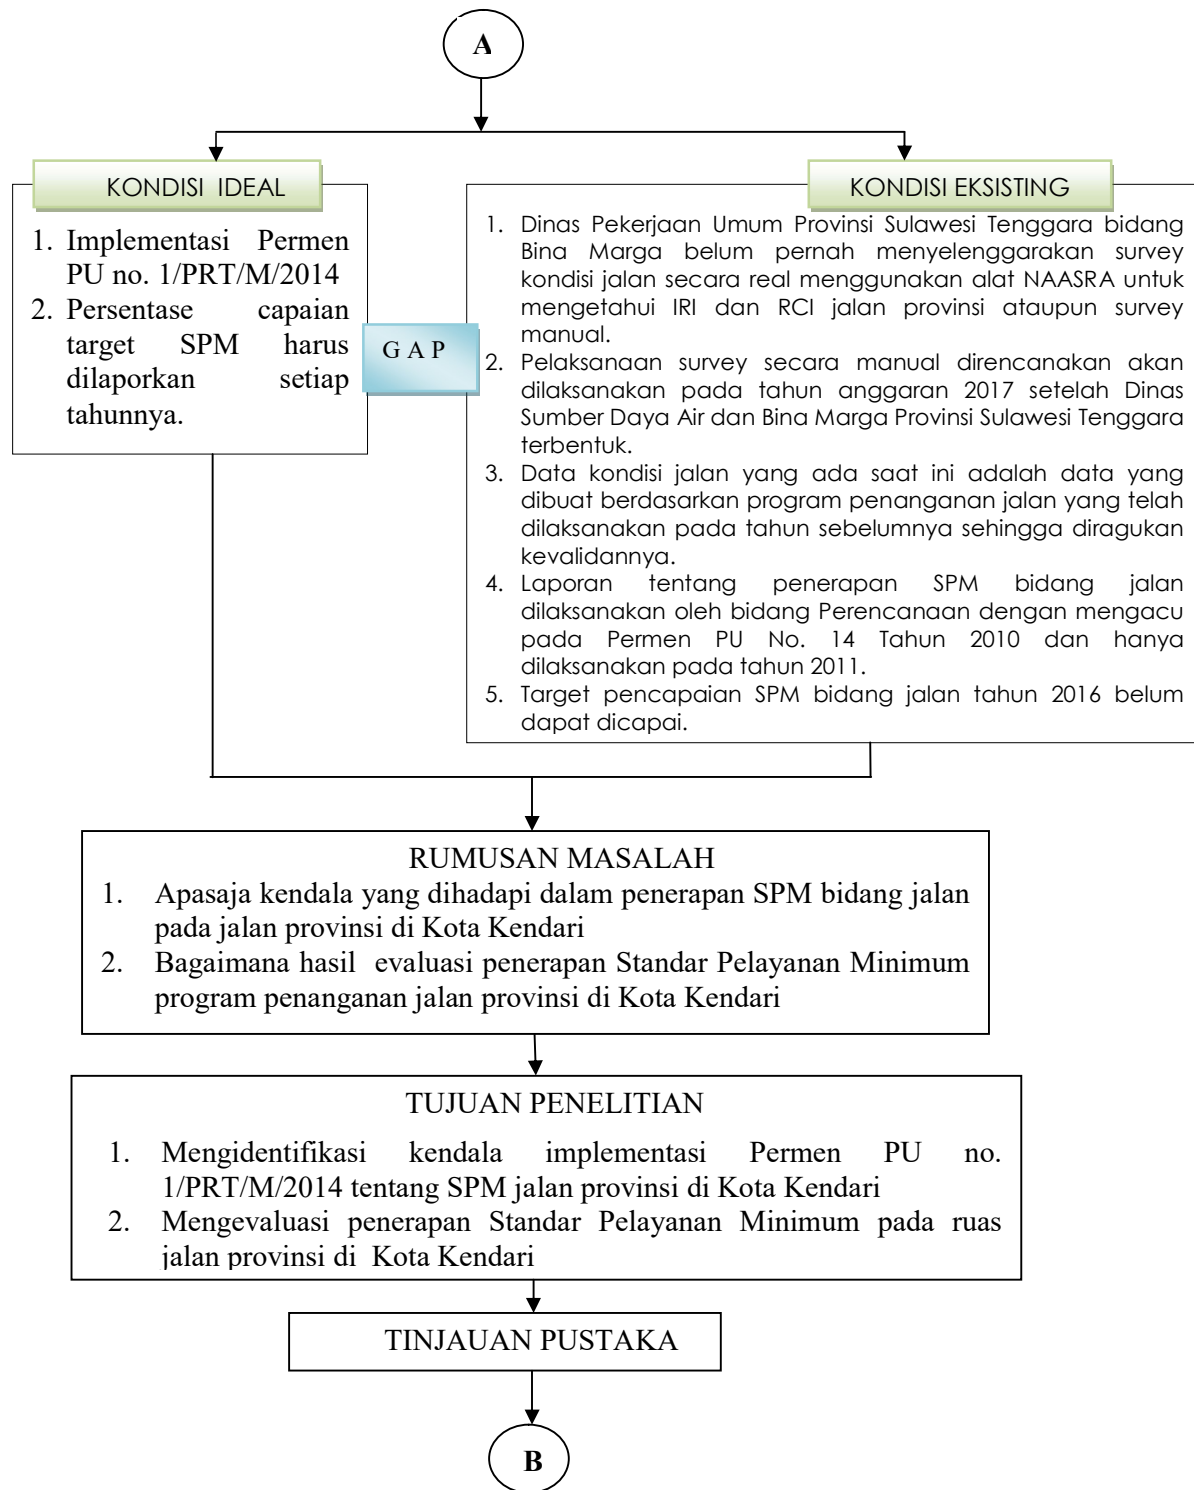 A
KONDISI IDEAL
1. Implementasi Permen
PU no. 1/PRT/M/2014
2. Persentase capaian
target SPM harus
dilaporkan setiap
tahunnya.
G A P
KONDISI EKSISTING
1. Dinas Pekerjaan Umum Provinsi Sulawesi Tenggara bidang
Bina Marga belum pernah menyelenggarakan survey
kondisi jalan secara real menggunakan alat NAASRA untuk
mengetahui IRI dan RCI jalan provinsi ataupun survey
manual.
2. Pelaksanaan survey secara manual direncanakan akan
dilaksanakan pada tahun anggaran 2017 setelah Dinas
Sumber Daya Air dan Bina Marga Provinsi Sulawesi Tenggara
terbentuk.
3. Data kondisi jalan yang ada saat ini adalah data yang
dibuat berdasarkan program penanganan jalan yang telah
dilaksanakan pada tahun sebelumnya sehingga diragukan
kevalidannya.
4. Laporan tentang penerapan SPM bidang jalan
dilaksanakan oleh bidang Perencanaan dengan mengacu
pada Permen PU No. 14 Tahun 2010 dan hanya
dilaksanakan pada tahun 2011.
5. Target pencapaian SPM bidang jalan tahun 2016 belum
dapat dicapai.
RUMUSAN MASALAH
1. Apasaja kendala yang dihadapi dalam penerapan SPM bidang jalan
pada jalan provinsi di Kota Kendari
2. Bagaimana hasil evaluasi penerapan Standar Pelayanan Minimum
program penanganan jalan provinsi di Kota Kendari
TUJUAN PENELITIAN
1. Mengidentifikasi kendala implementasi Permen PU no.
1/PRT/M/2014 tentang SPM jalan provinsi di Kota Kendari
2. Mengevaluasi penerapan Standar Pelayanan Minimum pada ruas
jalan provinsi di Kota Kendari
TINJAUAN PUSTAKA
B